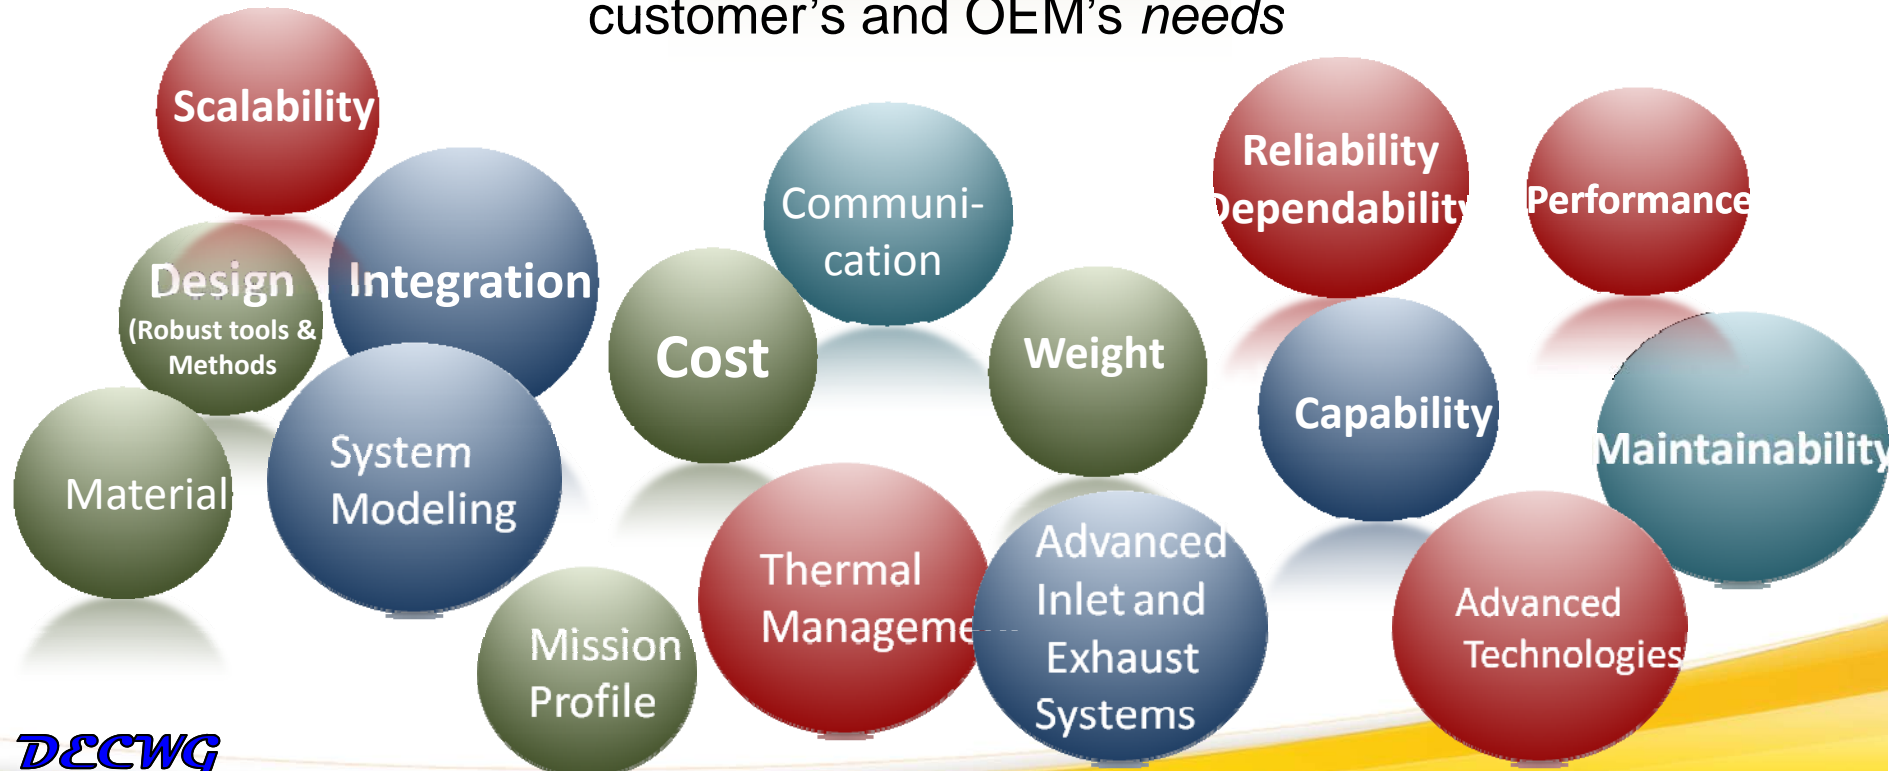 customer’s and OEM’s needs
Scalability
Design
(Robust tools &
Methods
Integration
Material
System
Modeling
Cost
Communi-
cation
Weight
Mission
Profile
Thermal
Manageme
Advanced
Inlet and
Exhaust
Systems
Reliability
Dependability
Performance
Capability
Maintainability
Advanced
Technologies
DECWG